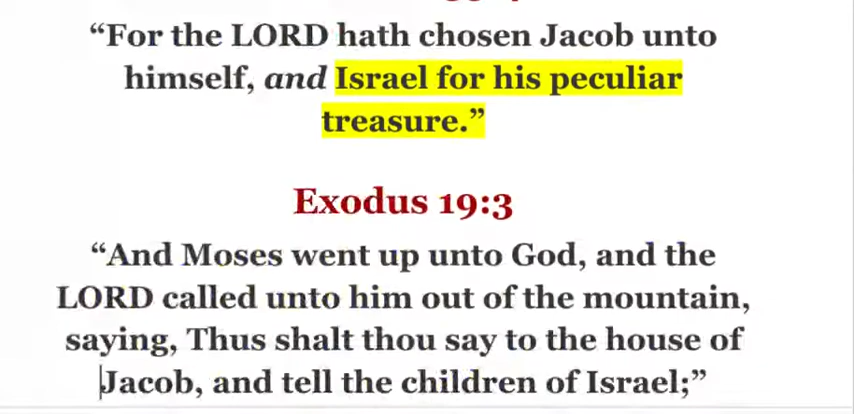 “For the LORD hath chosen Jacob unto
himself, and Israel for his peculiar
treasure.”
Exodus 19:3
“And Moses went up unto God, and the
LORD called unto him out of the mountain,
saying, Thus shalt thou say to the house of
Jacob, and tell the children of Israel;”